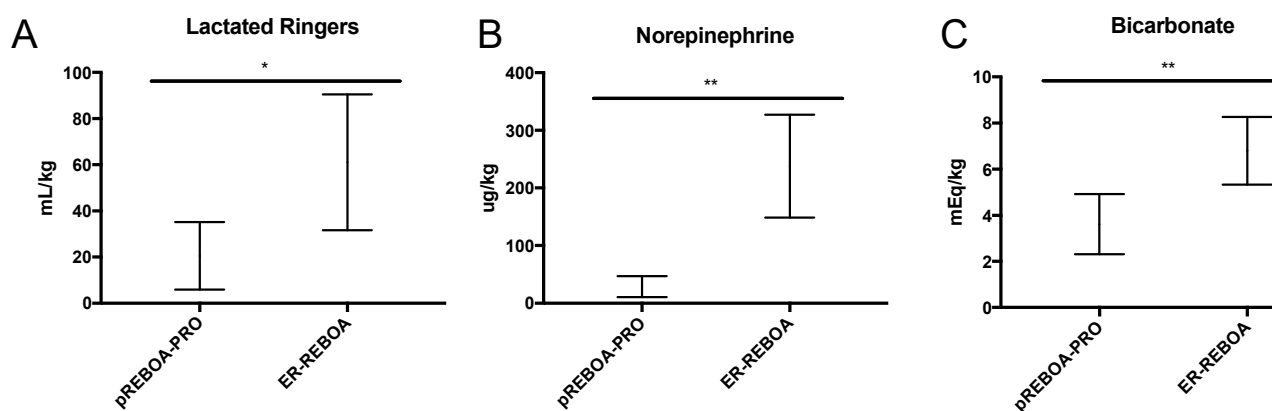 A
Lactated Ringers
*
mL/kg
100
80
60
40
20
0
pREBOA-PRO
ER-REBOA
B
Norepinephrine
**
ug/kg
400
300
200
100
0
pREBOA-PRO
ER-REBOA
C
Bicarbonate
**
mEq/kg
10
8
6
4
2
0
pREBOA-PRO
ER-REBOA